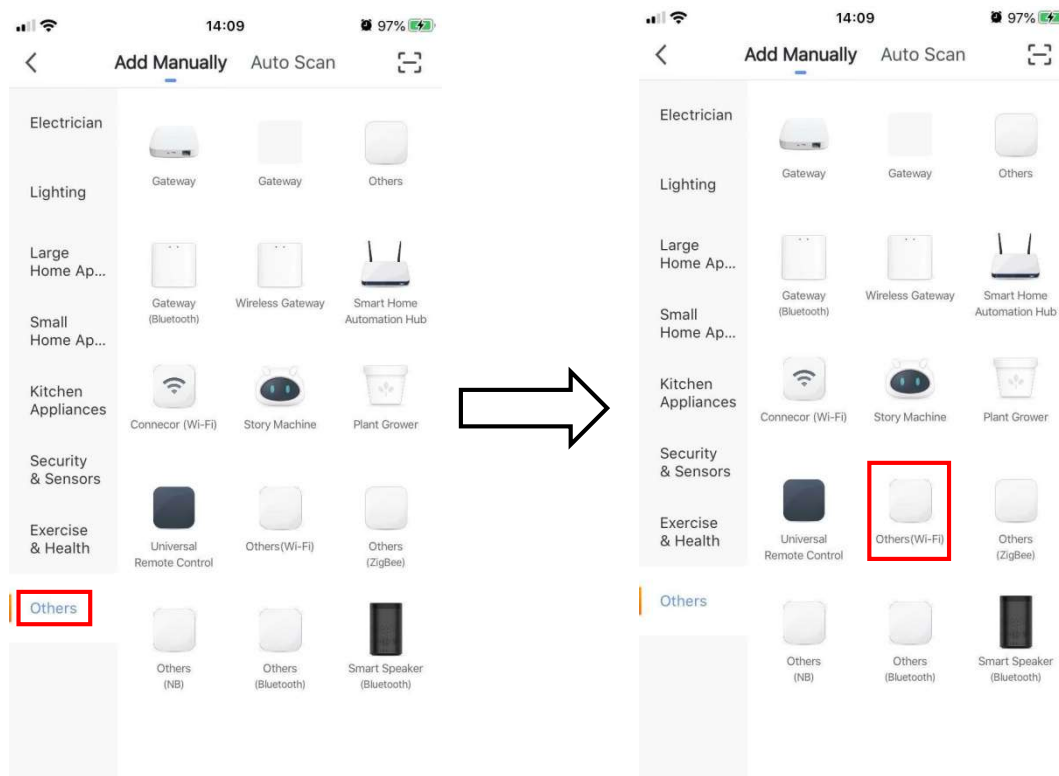 14:09
97%
Add Manually Auto Scan
Electrician
Lighting
Large
Home Ap...
Small
Home Ap...
Kitchen
Appliances
Security
& Sensors
Exercise
& Health
Others
Gateway Gateway Others
Gateway
(Bluetooth)
Wireless Gateway
Smart Home
Automation Hub
Connecor (Wi-Fi) Story Machine Plant Grower
Universal
Remote Control
Others(Wi-Fi)
Others
(ZigBee)
Others
(NB)
Others
(Bluetooth)
Smart Speaker
(Bluetooth)
14:09
97%
Add Manually Auto Scan
Electrician
Lighting
Large
Home Ap...
Small
Home Ap...
Kitchen
Appliances
Security
& Sensors
Exercise
& Health
Others
Gateway Gateway Others
Gateway
(Bluetooth)
Wireless Gateway
Smart Home
Automation Hub
Connecor (Wi-Fi) Story Machine Plant Grower
Universal
Remote Control
Others(Wi-Fi)
Others
(ZigBee)
Others
(NB)
Others
(Bluetooth)
Smart Speaker
(Bluetooth)